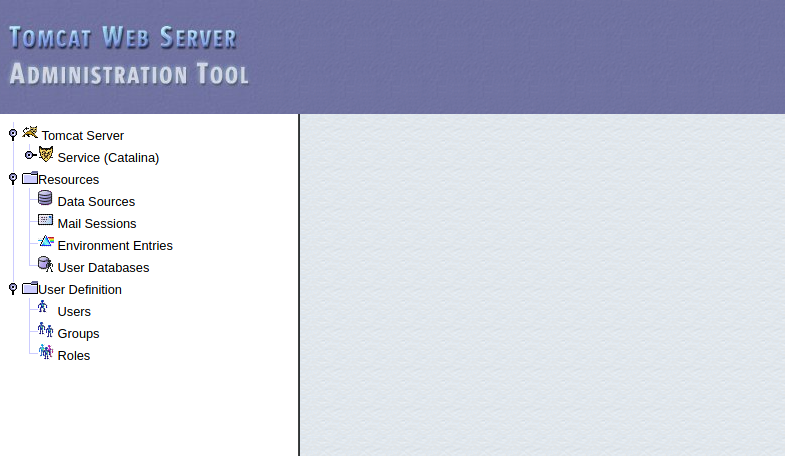 Tomcat Web Server
Administration Tool
Tomcat Server
Service (Catalina)
Resources
Data Sources
Mail Sessions
Environment Entries
User Databases
User Definition
Users
Groups
Roles